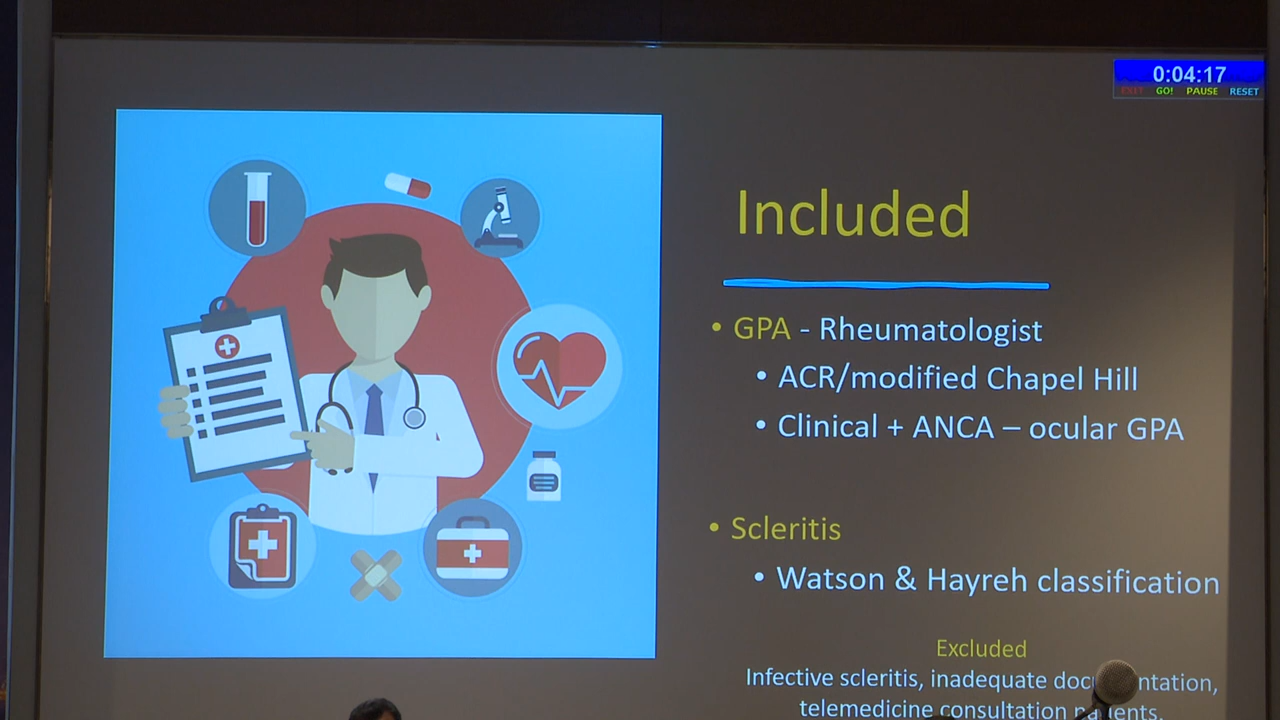 0:04:17
EXIT GO! PAUSE RESET
Included
• GPA - Rheumatologist
• ACR/modified Chapel Hill
• Clinical + ANCA – ocular GPA
• Scleritis
• Watson & Hayreh classification
Excluded
Infective scleritis, inadequate
telemedicine consultation